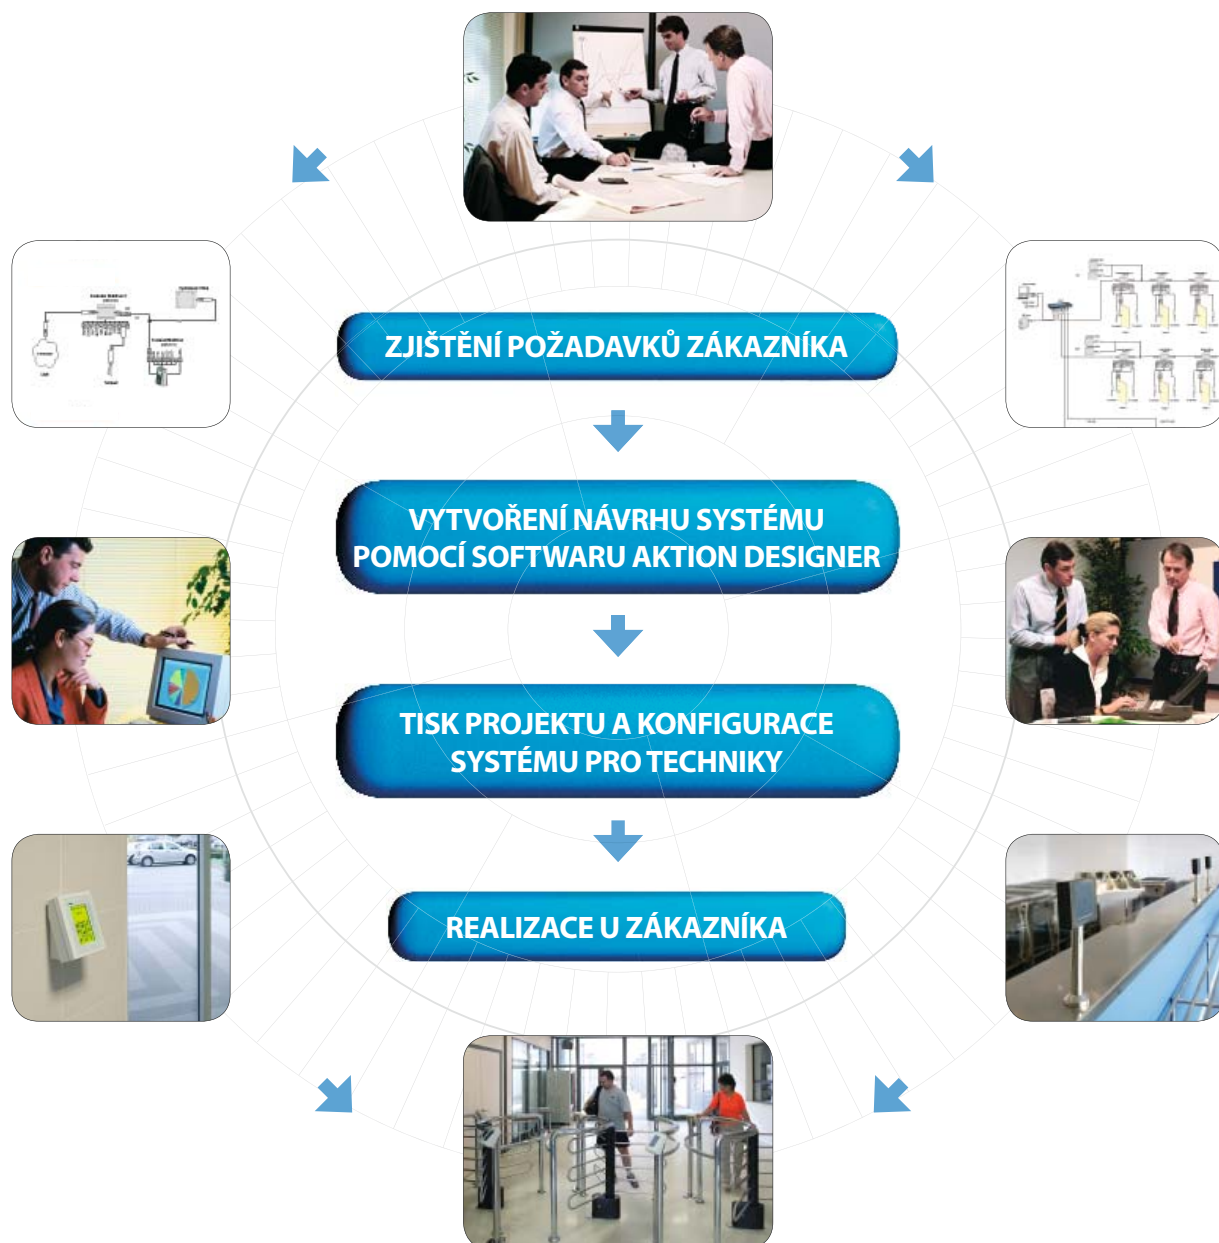 ZJIŠTĚNÍ POŽADAVKŮ ZÁKAZNÍKA
VYTVOŘENÍ NÁVRHU SYSTÉMU
POMOCÍ SOFTWARU AKTION DESIGNER
TISK PROJEKTU A KONFIGURACE
SYSTÉMU PRO TECHNIKY
REALIZACE U ZÁKAZNÍKA